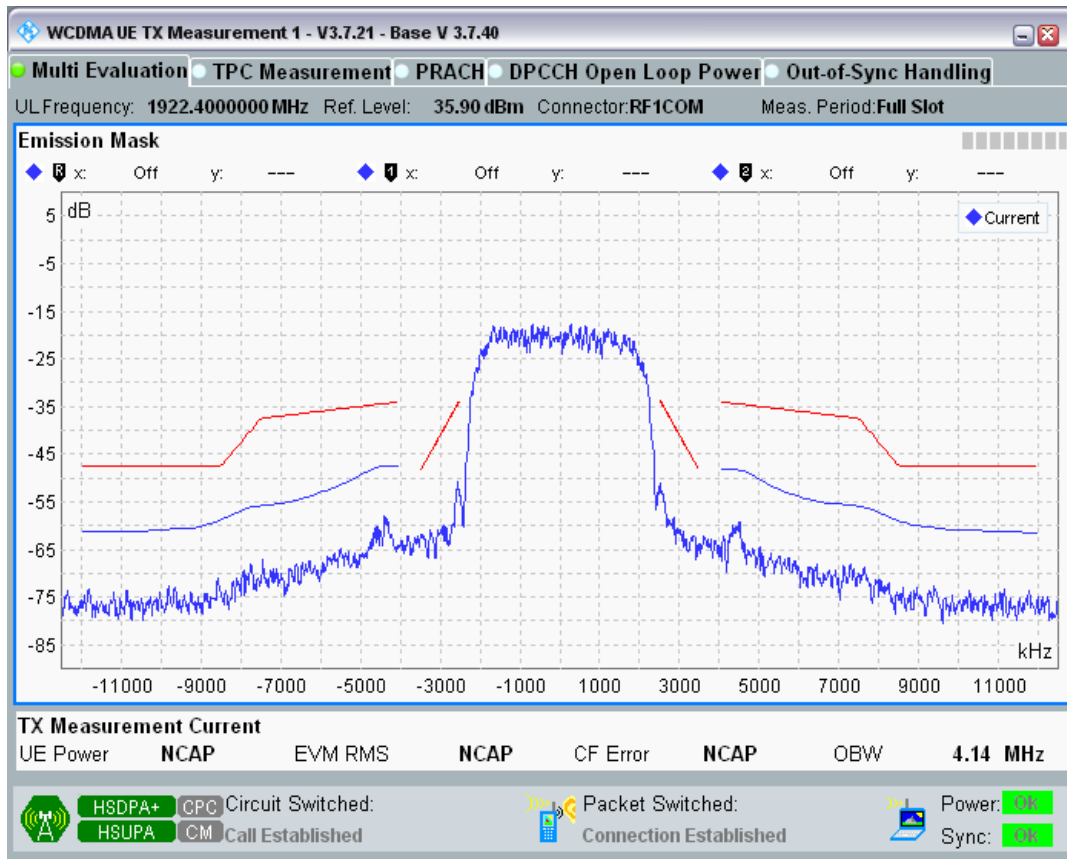 WCDMA UE TX Measurement 1 - V3.7.21 - Base V 3.7.40
Multi Evaluation TPC Measurement PRACH DPCCH Open Loop Power Out-of-Sync Handling
UL Frequency: 1922.4000000 MHz Ref. Level: 35.90 dBm Connector: RF1COM Meas. Period: Full Slot
Emission Mask
R x: Off y: --- 1 x: Off y: --- 2 x: Off y: ---
dB
Current
5
-5
-15
-25
-35
-45
-55
-65
-75
-85
kHz
-11000 -9000 -7000 -5000 -3000 -1000 1000 3000 5000 7000 9000 11000
TX Measurement Current
UE Power NCAP EVM RMS NCAP CF Error NCAP OBW 4.14 MHz
HSDPA+ CPC Circuit Switched: Packet Switched: Power: Ok
HSUPA CM Call Established Connection Established Sync: Ok